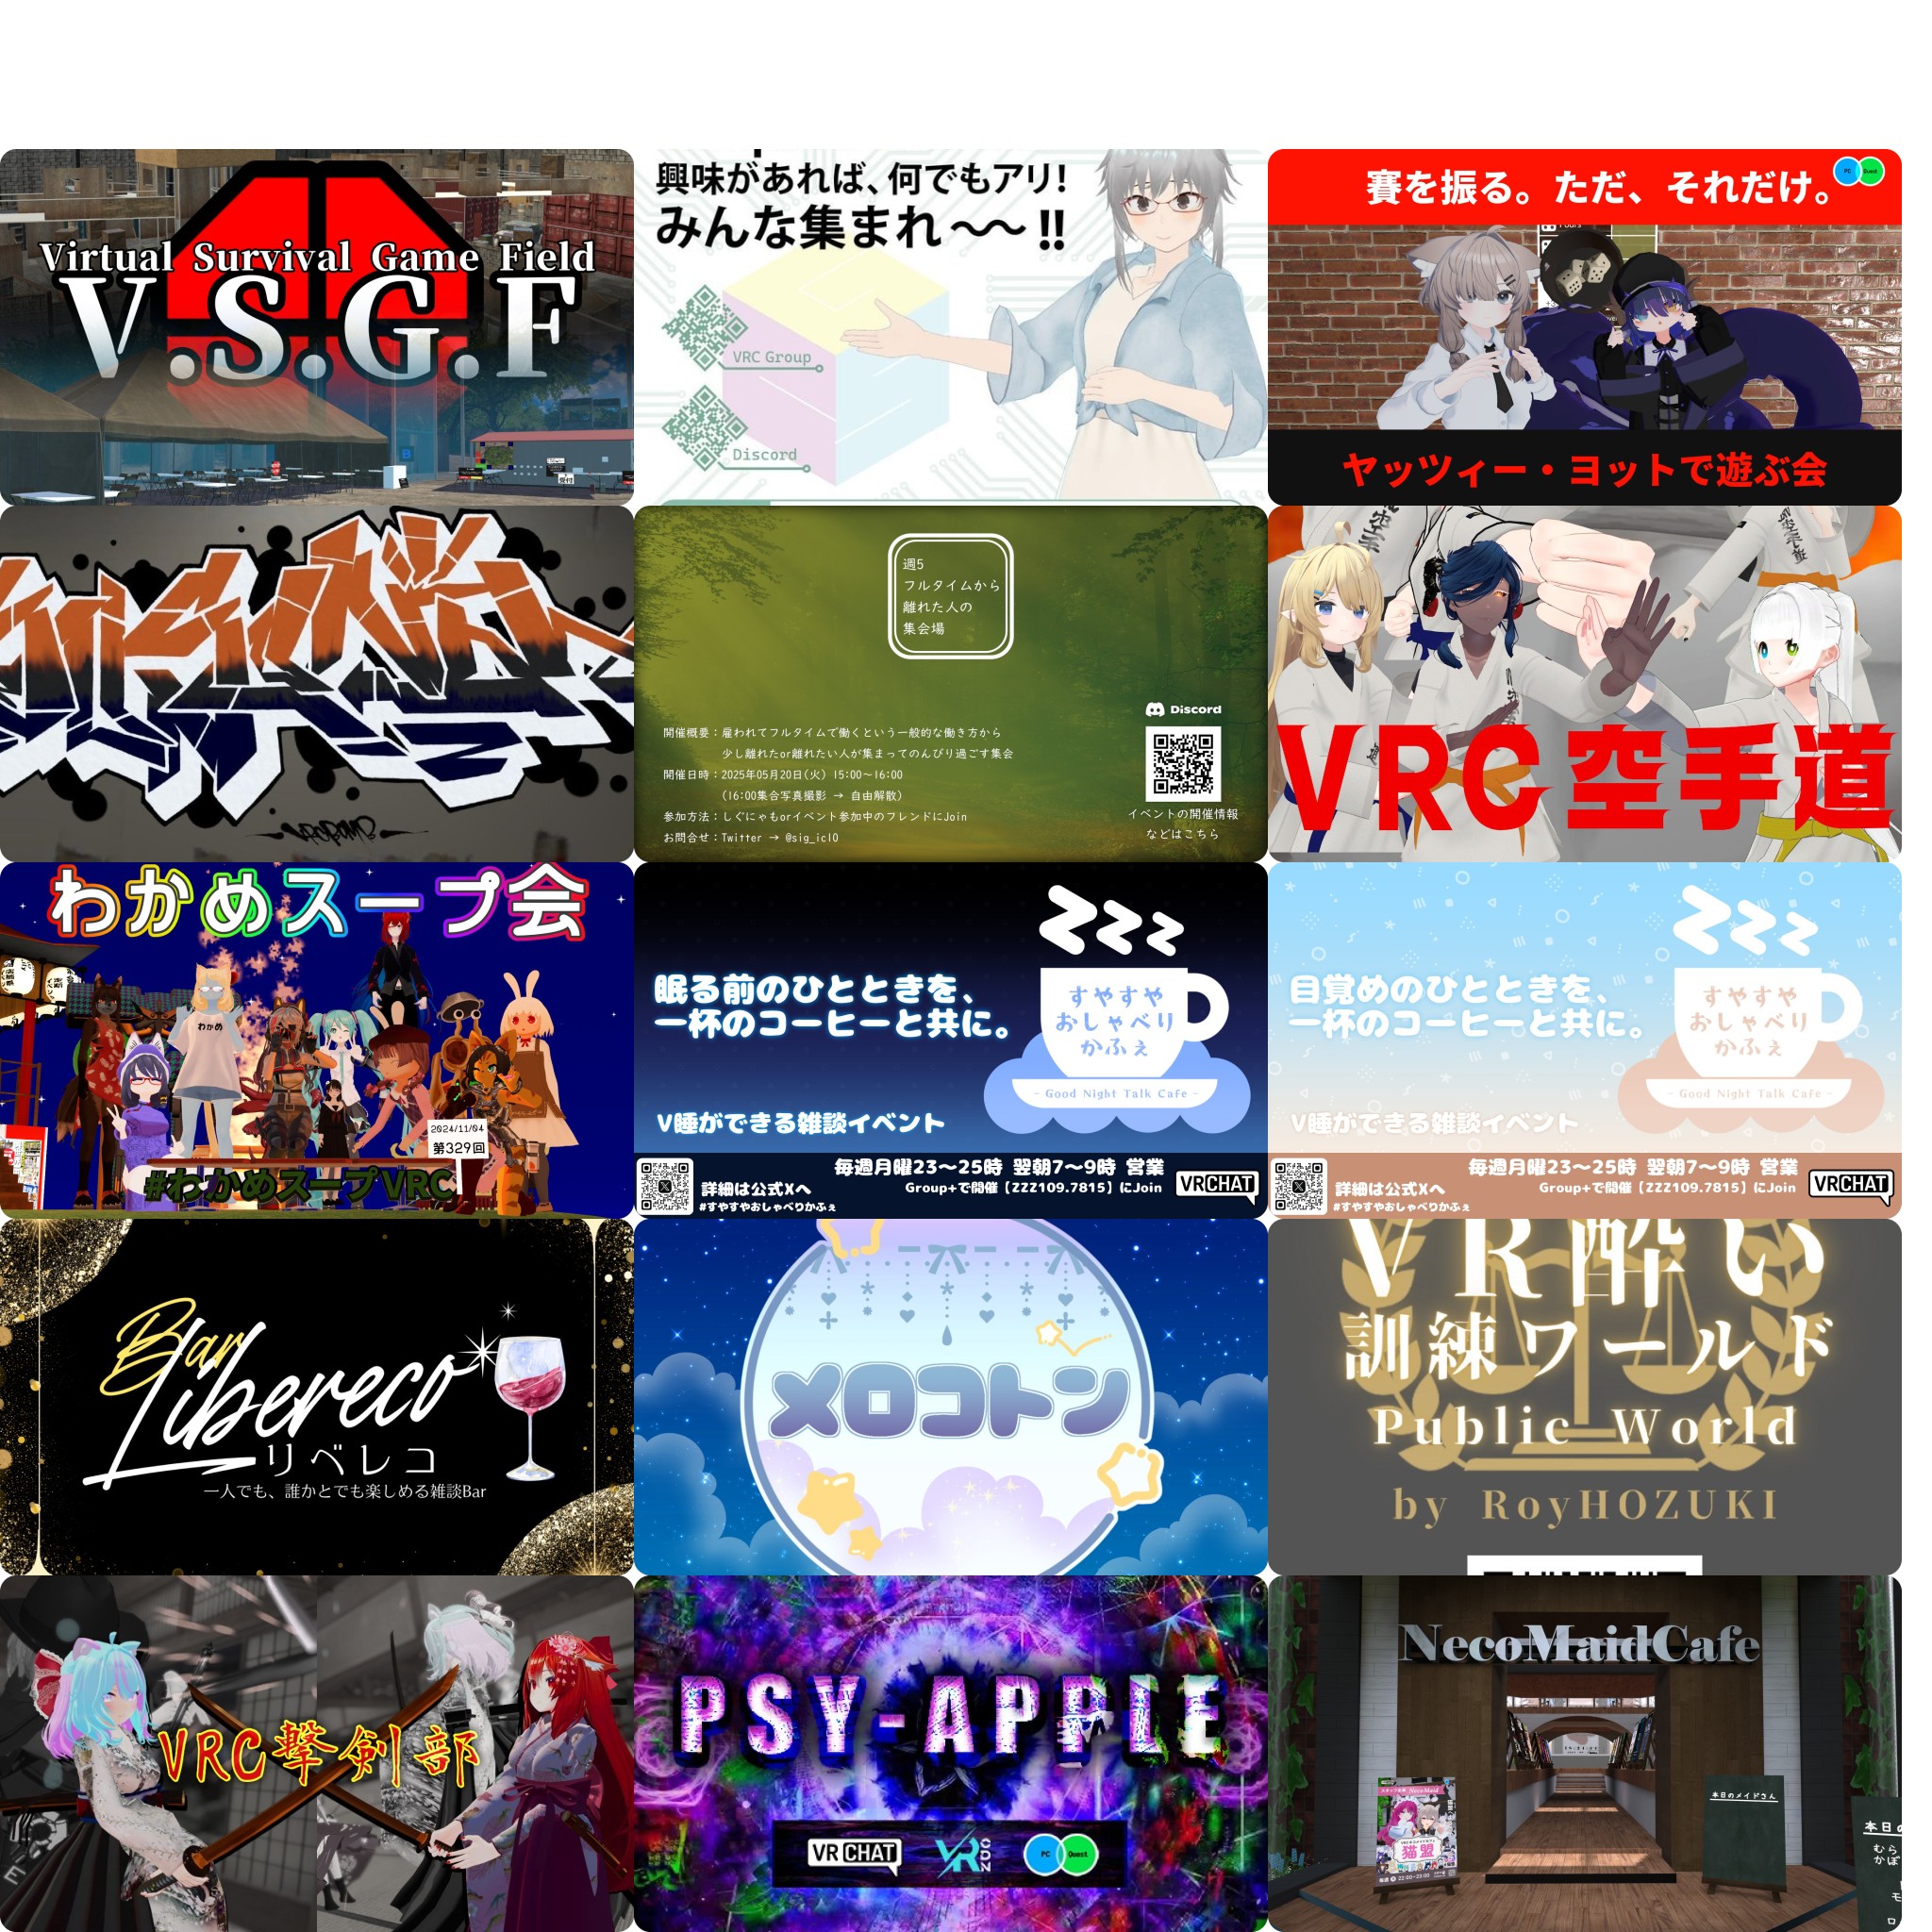 Virtual Survival Game Field
V.S.G.F
受付
興味があれば、何でもアリ!
みんな集まれ〜〜!!
VRC Group
Discord
賽を振る。ただ、それだけ。
PC Quest
ヤッツィー・ヨットで遊ぶ会
週5
フルタイムから
離れた人の
集会場
開催概要：雇われてフルタイムで働くという一般的な働き方から
少し離れたor離れたい人が集まってのんびり過ごす集会
開催日時：2025年05月20日(火) 15:00〜16:00
(16:00集合写真撮影 → 自由解散)
参加方法：しぐにゃもorイベント参加中のフレンドにJoin
お問合せ：Twitter → @sig_icl0
Discord
イベントの開催情報
などはこちら
VRC空手道
わかめスープ会
わかめ
2024/11/04
第329回
#わかめスープVRC
zzz
眠る前のひとときを、
一杯のコーヒーと共に。
すやすや
おしゃべり
かふぇ
- Good Night Talk Cafe -
V睡ができる雑談イベント
毎週月曜23〜25時 翌朝7〜9時 営業
Group+で開催【ZZZ109.7815】にJoin
詳細は公式Xへ
#すやすやおしゃべりかふぇ
VRCHAT
zzz
目覚めのひとときを、
一杯のコーヒーと共に。
すやすや
おしゃべり
かふぇ
- Good Night Talk Cafe -
V睡ができる雑談イベント
毎週月曜23〜25時 翌朝7〜9時 営業
Group+で開催【ZZZ109.7815】にJoin
詳細は公式Xへ
#すやすやおしゃべりかふぇ
VRCHAT
Bar
Libereco
リベレコ
一人でも、誰かとでも楽しめる雑談Bar
メロコトン
VR酔い
訓練ワールド
Public World
by RoyHOZUKI
VRC撃剣部
PSY-APPLE
VRCHAT
PC Quest
NecoMaidCafe
猫盟
本日のメイドさん